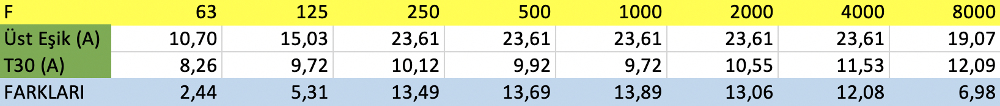 F 63 125 250 500 1000 2000 4000 8000
Üst Eşik (A) 10,70 15,03 23,61 23,61 23,61 23,61 23,61 19,07
T30 (A) 8,26 9,72 10,12 9,92 9,72 10,55 11,53 12,09
FARKLARI 2,44 5,31 13,49 13,69 13,89 13,06 12,08 6,98